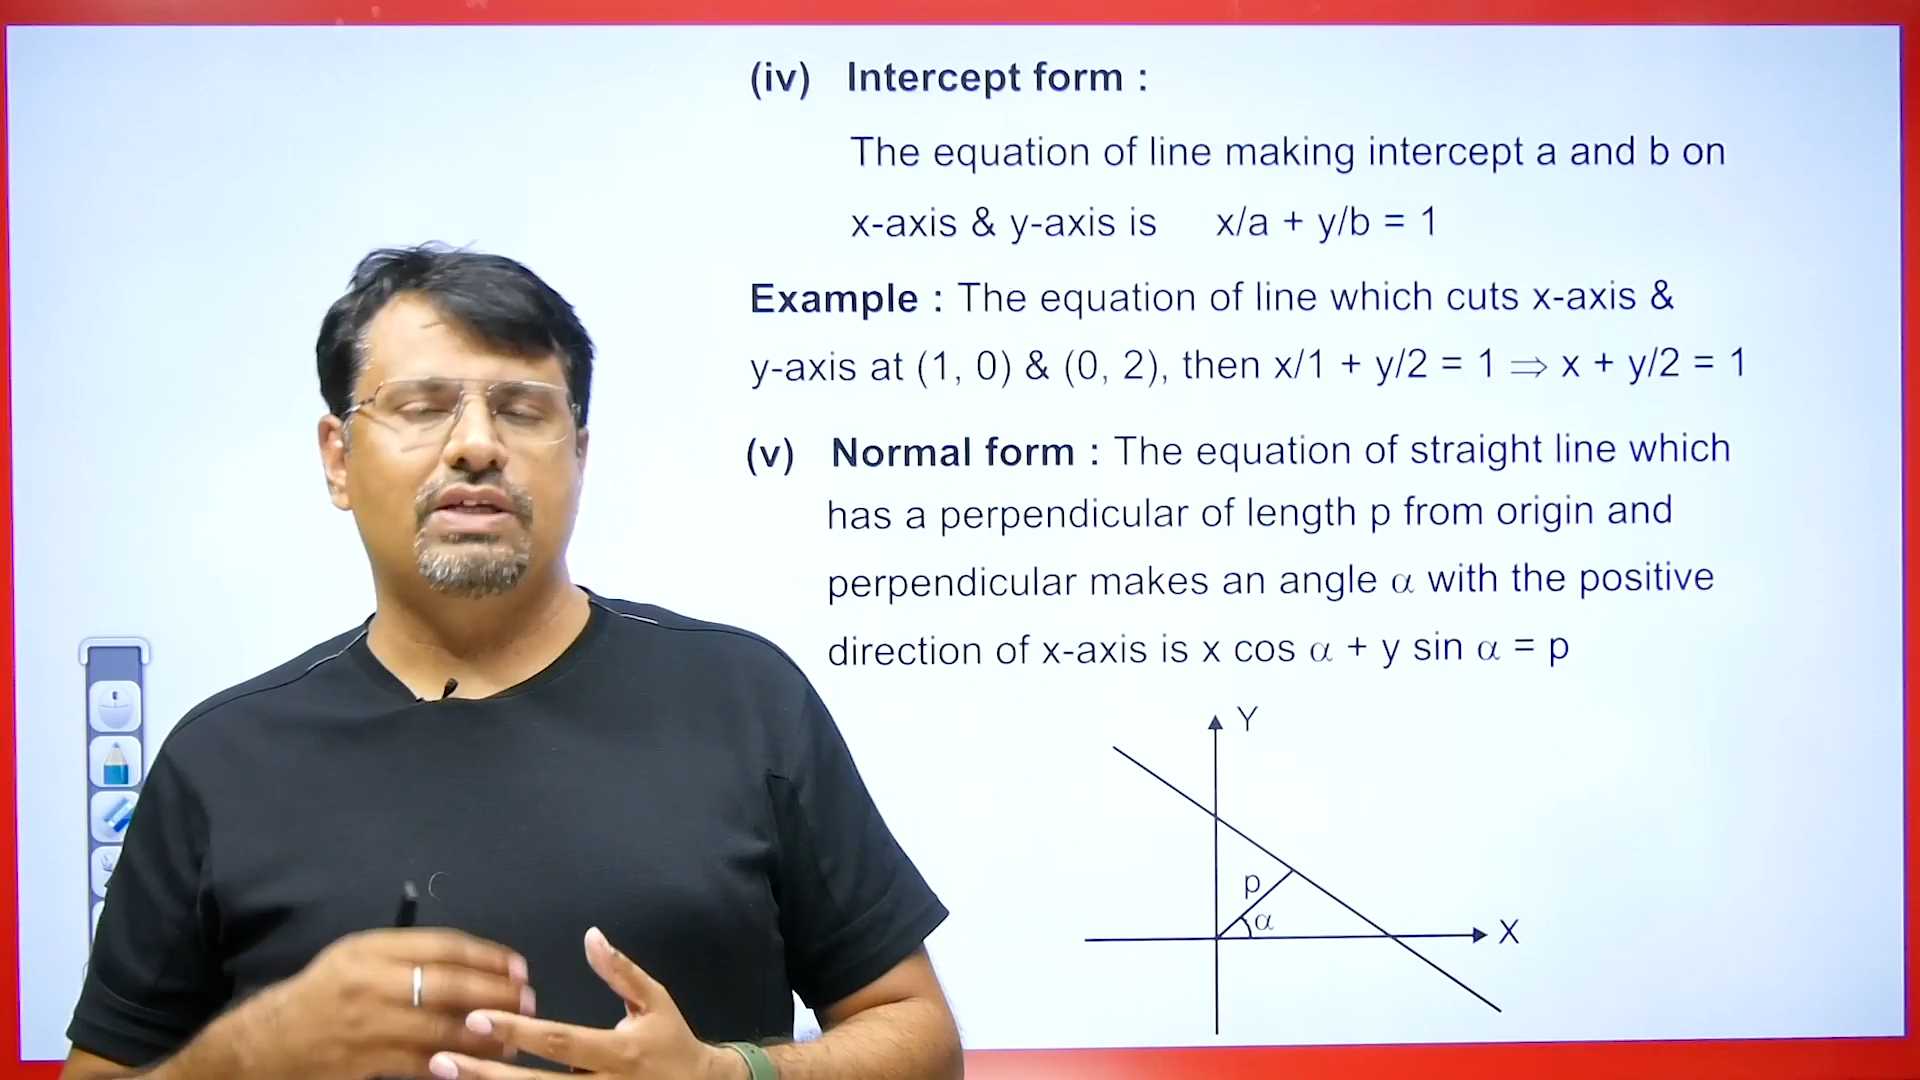 (iv) Intercept form :
The equation of line making intercept a and b on
x-axis & y-axis is x/a + y/b = 1
Example : The equation of line which cuts x-axis &
y-axis at (1, 0) & (0, 2), then x/1 + y/2 = 1 ⇒ x + y/2 = 1
(v) Normal form : The equation of straight line which
has a perpendicular of length p from origin and
perpendicular makes an angle α with the positive
direction of x-axis is x cos α + y sin α = p
Y
p
α
X